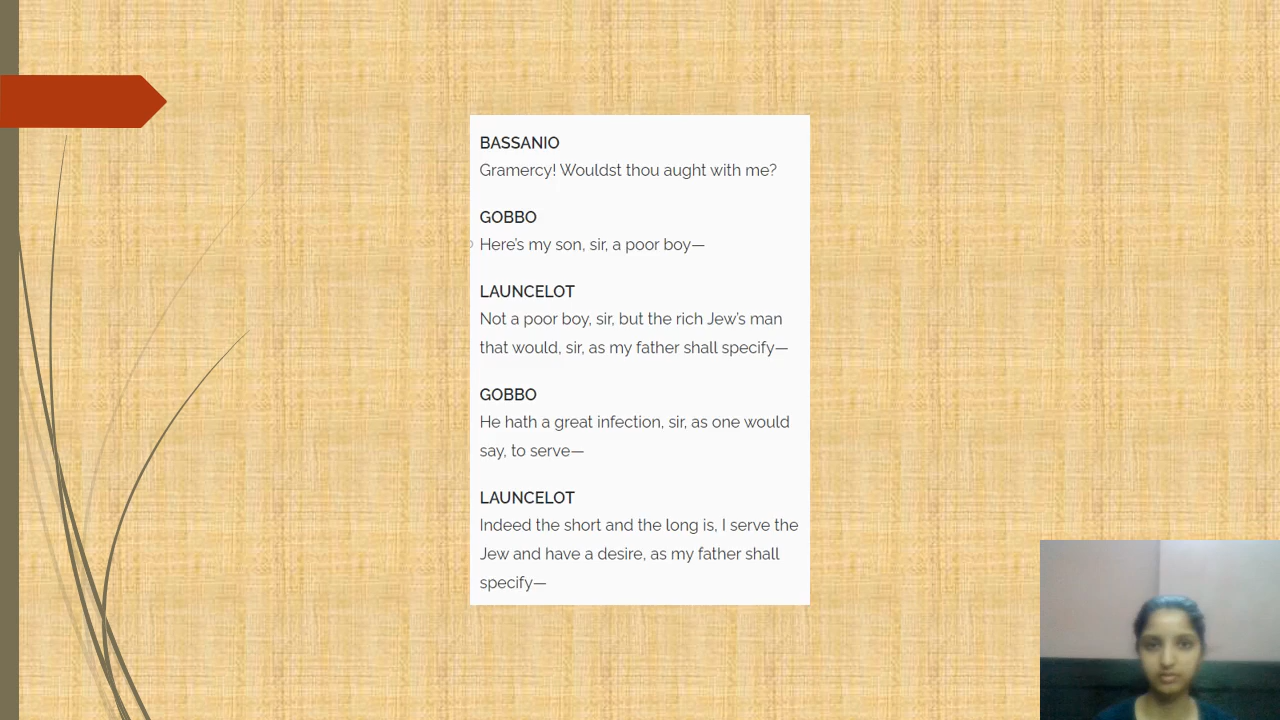 BASSANIO
Gramercy! Wouldst thou aught with me?
GOBBO
Here's my son, sir, a poor boy—
LAUNCELOT
Not a poor boy, sir, but the rich Jew's man
that would, sir, as my father shall specify—
GOBBO
He hath a great infection, sir, as one would
say, to serve—
LAUNCELOT
Indeed the short and the long is, I serve the
Jew and have a desire, as my father shall
specify—